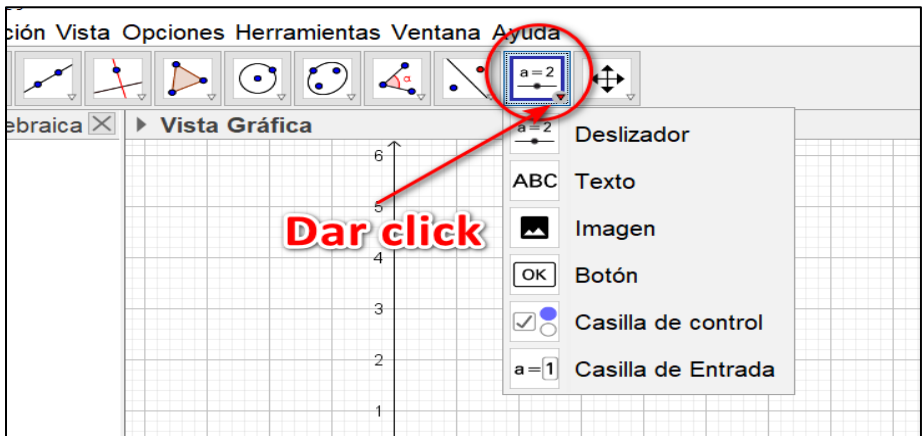 ción Vista Opciones Herramientas Ventana Ayuda
α
a=2
ebraica
Vista Gráfica
a=2 Deslizador
6
ABC Texto
5
Dar click
Imagen
4
OK Botón
3
Casilla de control
2
a=1 Casilla de Entrada
1